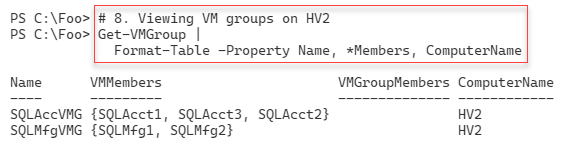 PS C:\Foo> # 8. Viewing VM groups on HV2
PS C:\Foo> Get-VMGroup |
Format-Table -Property Name, *Members, ComputerName
Name VMMembers VMGroupMembers ComputerName
---- --------- -------------- ------------
SQLAccVMG {SQLAcct1, SQLAcct3, SQLAcct2} HV2
SQLMfgVMG {SQLMfg1, SQLMfg2} HV2